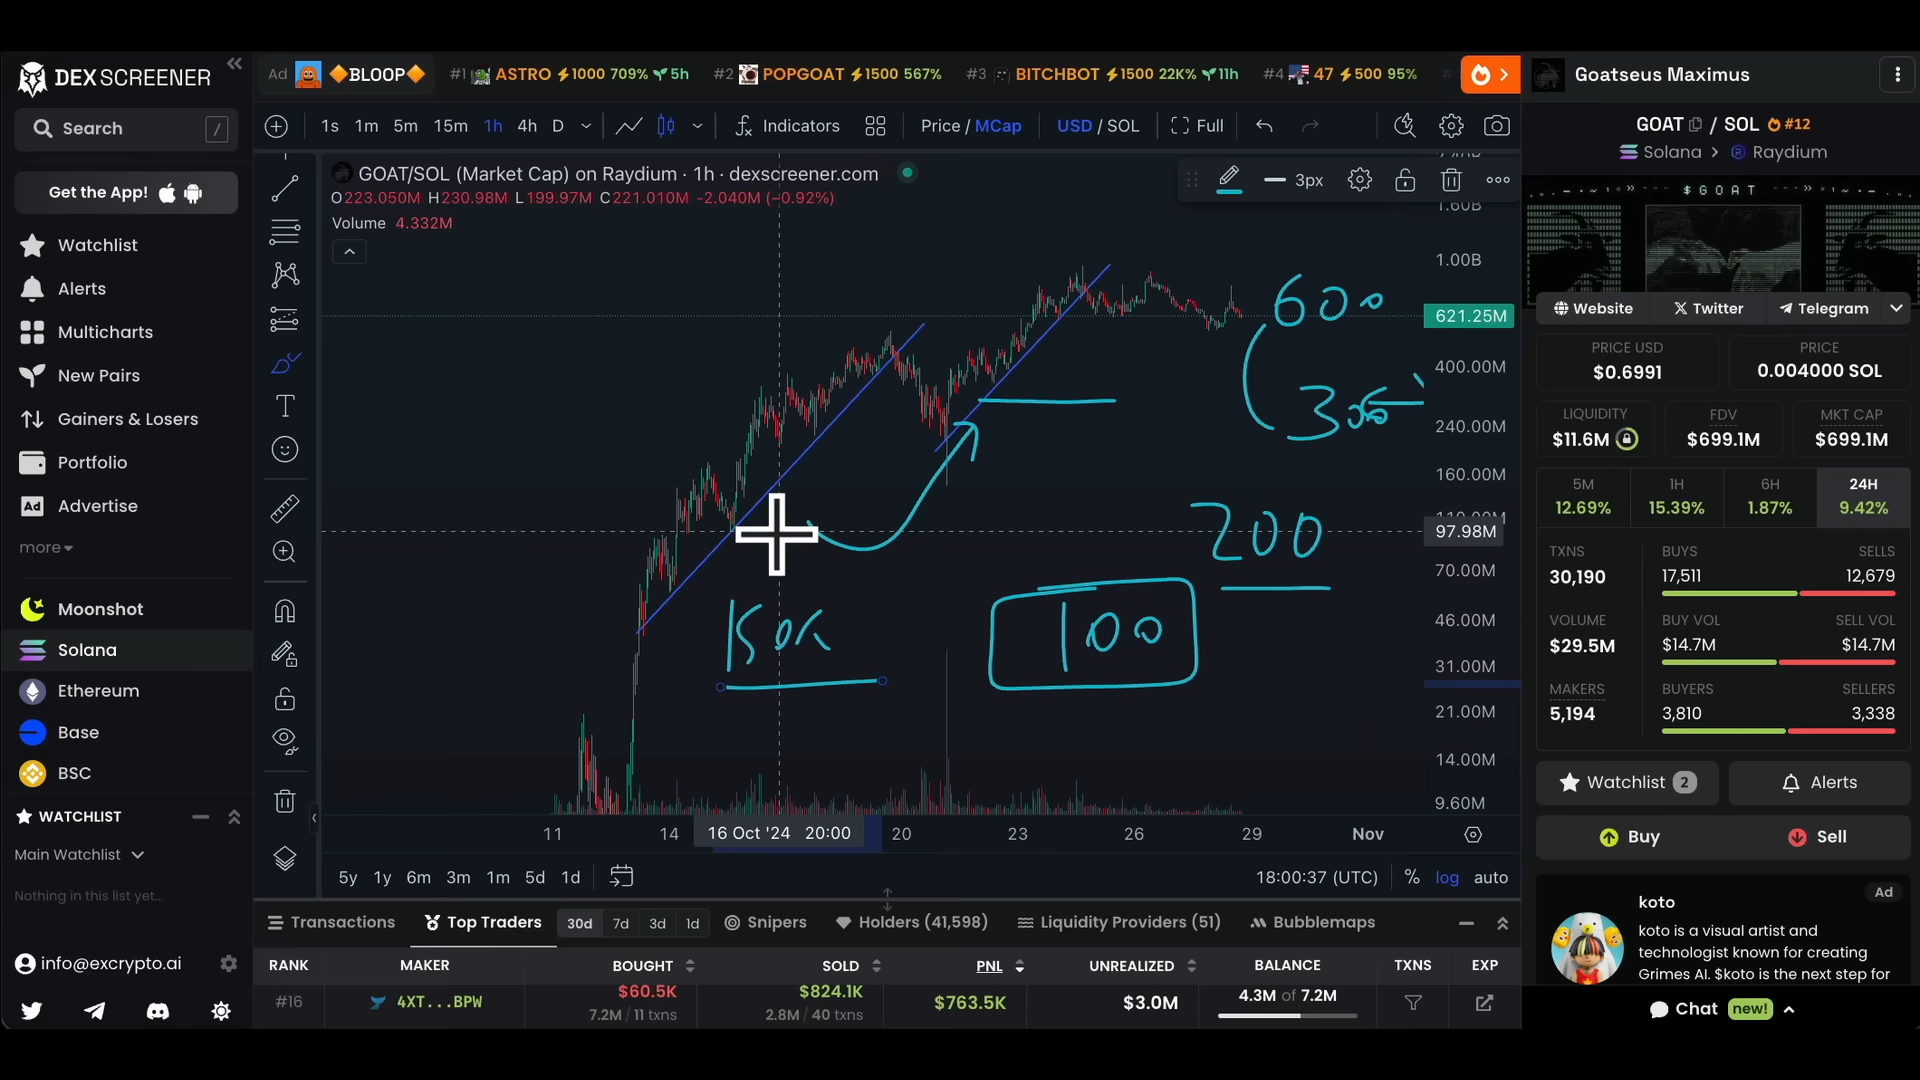 DEX SCREENER
Search /
Get the App!
Watchlist
Alerts
Multicharts
New Pairs
Gainers & Losers
Portfolio
Ad Advertise
more
Moonshot
Solana
Ethereum
Base
BSC
WATCHLIST
Main Watchlist
Nothing in this list yet...
info@excrypto.ai
Ad BLOOP #1 ASTRO 1000 709% 5h #2 POPGOAT 1500 567% #3 BITCHBOT 1500 22K% 11h #4 47 500 95%
1s 1m 5m 15m 1h 4h D Indicators Price / MCap USD / SOL Full
GOAT/SOL (Market Cap) on Raydium · 1h · dexscreener.com
O223.050M H230.98M L199.97M C221.010M -2.040M (−0.92%)
Volume 4.332M
3px
1.60B
1.00B
621.25M
400.00M
240.00M
160.00M
110.00M
97.98M
70.00M
46.00M
31.00M
21.00M
14.00M
9.60M
600
200
100
11 14 16 Oct '24 20:00 20 23 26 29 Nov
5y 1y 6m 3m 1m 5d 1d 18:00:37 (UTC) % log auto
Transactions Top Traders 30d 7d 3d 1d Snipers Holders (41,598) Liquidity Providers (51) Bubblemaps
RANK MAKER BOUGHT SOLD PNL UNREALIZED BALANCE TXNS EXP
#16 4XT...BPW $60.5K $824.1K $763.5K $3.0M 4.3M of 7.2M
7.2M / 11 txns 2.8M / 40 txns
Goatseus Maximus
GOAT / SOL #12
Solana > Raydium
$GOAT
Website Twitter Telegram
PRICE USD PRICE
$0.6991 0.004000 SOL
LIQUIDITY FDV MKT CAP
$11.6M $699.1M $699.1M
5M 1H 6H 24H
12.69% 15.39% 1.87% 9.42%
TXNS BUYS SELLS
30,190 17,511 12,679
VOLUME BUY VOL SELL VOL
$29.5M $14.7M $14.7M
MAKERS BUYERS SELLERS
5,194 3,810 3,338
Watchlist 2 Alerts
Buy Sell
Ad
koto
koto is a visual artist and
technologist known for creating
Grimes AI. $koto is the next step for
Chat new!